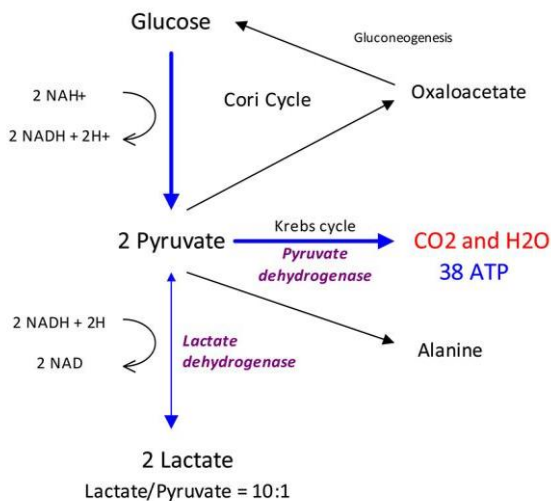 Glucose
Gluconeogenesis
2 NAH+
Cori Cycle
Oxaloacetate
2 NADH + 2H+
2 Pyruvate
Krebs cycle
CO2 and H2O
Pyruvate
dehydrogenase
38 ATP
2 NADH + 2H
Lactate
dehydrogenase
2 NAD
Alanine
2 Lactate
Lactate/Pyruvate = 10:1